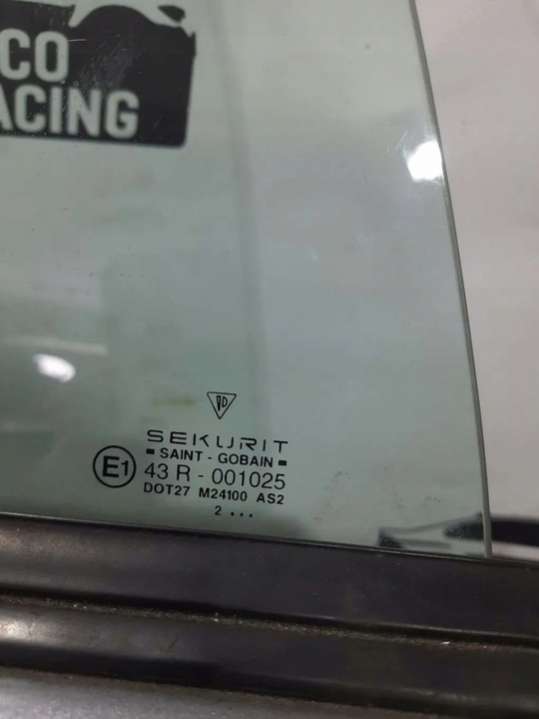 CO
ACING
SEKURIT
SAINT - GOBAIN
E1
43 R - 001025
DOT27 M24100 AS2
2 ...